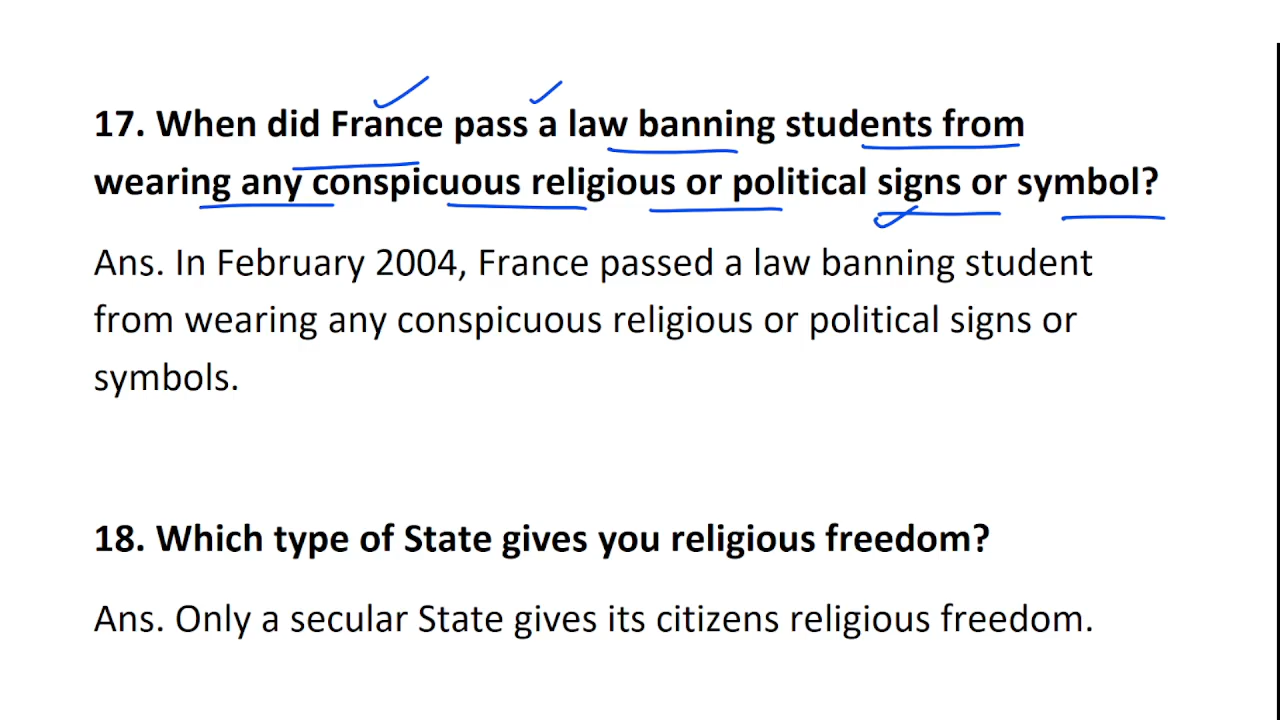 17. When did France pass a law banning students from
wearing any conspicuous religious or political signs or symbol?
Ans. In February 2004, France passed a law banning student
from wearing any conspicuous religious or political signs or
symbols.
18. Which type of State gives you religious freedom?
Ans. Only a secular State gives its citizens religious freedom.